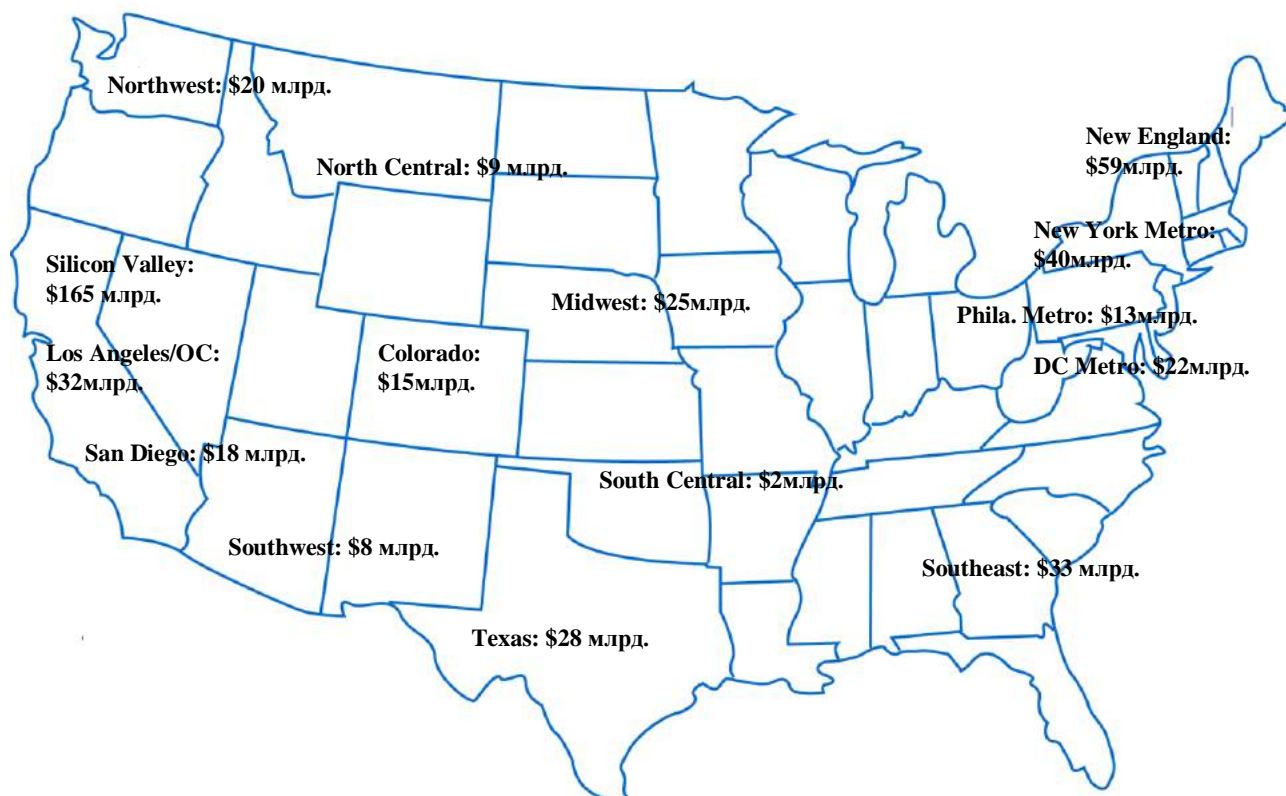 Northwest: $20 млрд.
New England:
$59млрд.
North Central: $9 млрд.
New York Metro:
$40млрд.
Silicon Valley:
$165 млрд.
Midwest: $25млрд.
Phila. Metro: $13млрд.
Los Angeles/OC:
$32млрд.
Colorado:
$15млрд.
DC Metro: $22млрд.
San Diego: $18 млрд.
South Central: $2млрд.
Southwest: $8 млрд.
Southeast: $33 млрд.
Texas: $28 млрд.